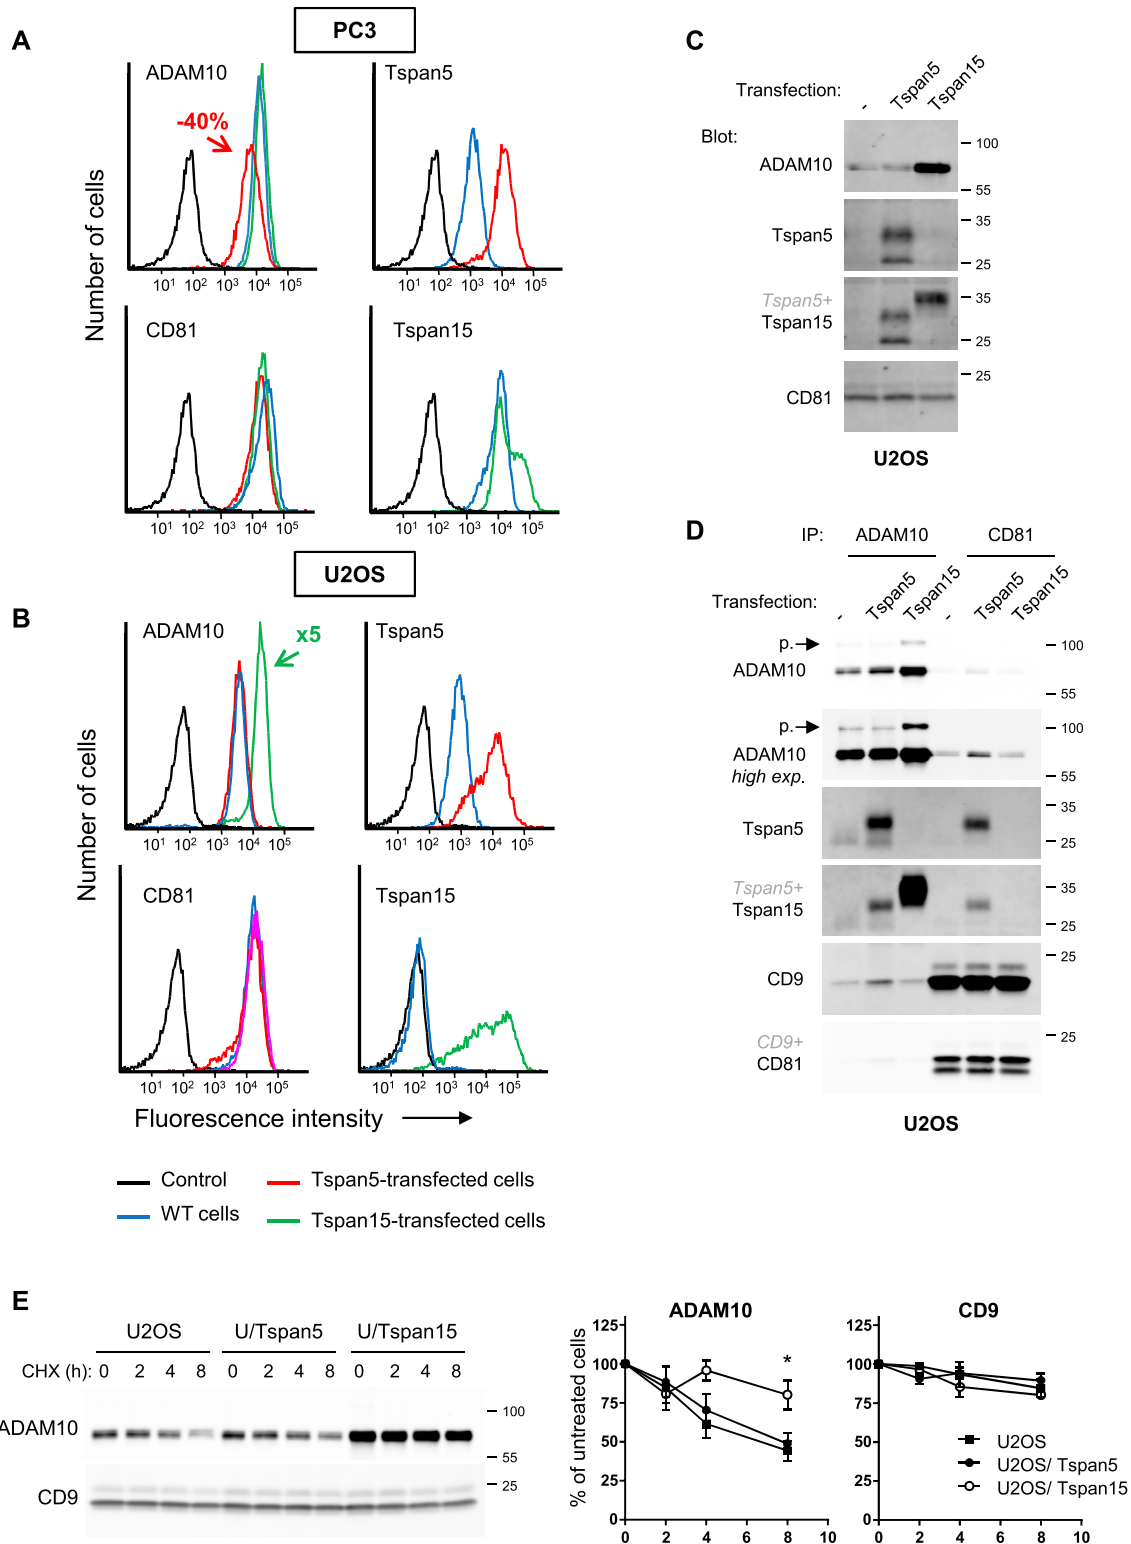 A
PC3
ADAM10
-40%
Tspan5
10¹ 10² 10³ 10⁴ 10⁵
10¹ 10² 10³ 10⁴ 10⁵
CD81
Tspan15
10¹ 10² 10³ 10⁴ 10⁵
10¹ 10² 10³ 10⁴ 10⁵
Number of cells
U2OS
B
ADAM10
x5
Tspan5
10¹ 10² 10³ 10⁴ 10⁵
10¹ 10² 10³ 10⁴ 10⁵
CD81
Tspan15
10¹ 10² 10³ 10⁴ 10⁵
10¹ 10² 10³ 10⁴ 10⁵
Number of cells
Fluorescence intensity
Control
Tspan5-transfected cells
WT cells
Tspan15-transfected cells
C
Transfection: - Tspan5 Tspan15
Blot:
100
ADAM10
55
35
Tspan5
25
Tspan5+
35
Tspan15
25
25
CD81
U2OS
D
IP: ADAM10 CD81
Transfection: - Tspan5 Tspan15 - Tspan5 Tspan15
p.
100
ADAM10
55
p.
100
ADAM10
high exp.
55
35
Tspan5
25
Tspan5+
35
Tspan15
25
25
CD9
25
CD9+
CD81
U2OS
E
U2OS U/Tspan5 U/Tspan15
CHX (h): 0 2 4 8 0 2 4 8 0 2 4 8
100
ADAM10
55
25
CD9
ADAM10
% of untreated cells
125
100
75
50
25
0
*
0 2 4 6 8 10
CD9
125
100
75
50
25
0
U2OS
U2OS/ Tspan5
U2OS/ Tspan15
0 2 4 6 8 10